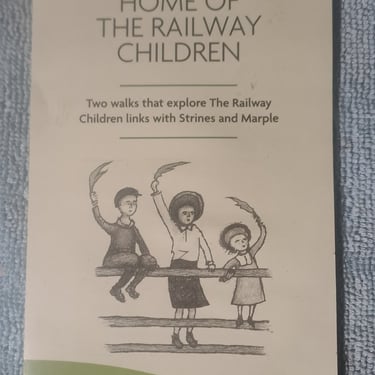 HOME OF
THE RAILWAY
CHILDREN
Two walks that explore The Railway
Children links with Strines and Marple